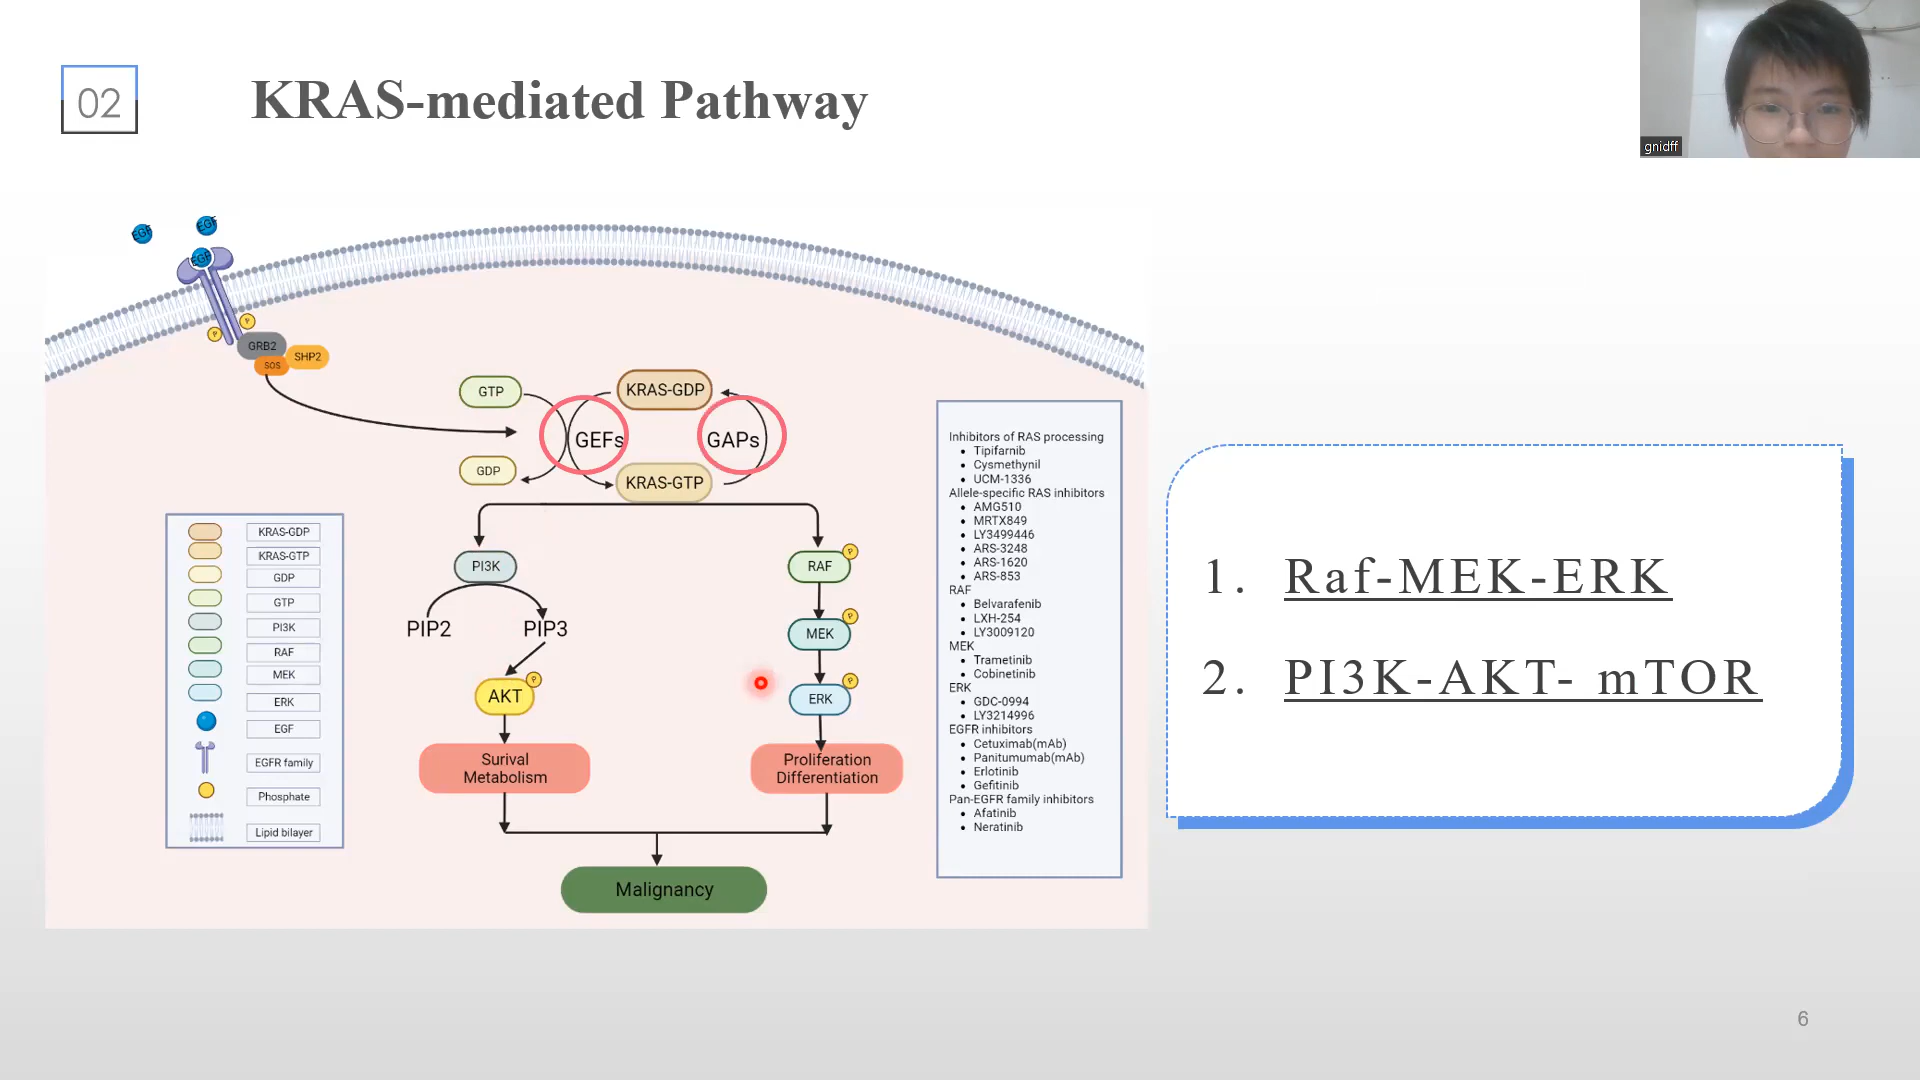 02
KRAS-mediated Pathway
gnidff
EGF
EGF
EGF
P
P
GRB2
SOS
SHP2
GTP
KRAS-GDP
GEFs
GAPs
GDP
KRAS-GTP
PI3K
RAF
P
PIP2
PIP3
MEK
P
AKT
P
ERK
P
Surival
Metabolism
Proliferation
Differentiation
Malignancy
KRAS-GDP
KRAS-GTP
GDP
GTP
PI3K
RAF
MEK
ERK
EGF
EGFR family
Phosphate
Lipid bilayer
Inhibitors of RAS processing
• Tipifarnib
• Cysmethynil
• UCM-1336
Allele-specific RAS inhibitors
• AMG510
• MRTX849
• LY3499446
• ARS-3248
• ARS-1620
• ARS-853
RAF
• Belvarafenib
• LXH-254
• LY3009120
MEK
• Trametinib
• Cobinetinib
ERK
• GDC-0994
• LY3214996
EGFR inhibitors
• Cetuximab(mAb)
• Panitumumab(mAb)
• Erlotinib
• Gefitinib
Pan-EGFR family inhibitors
• Afatinib
• Neratinib
1. Raf-MEK-ERK
2. PI3K-AKT- mTOR
6